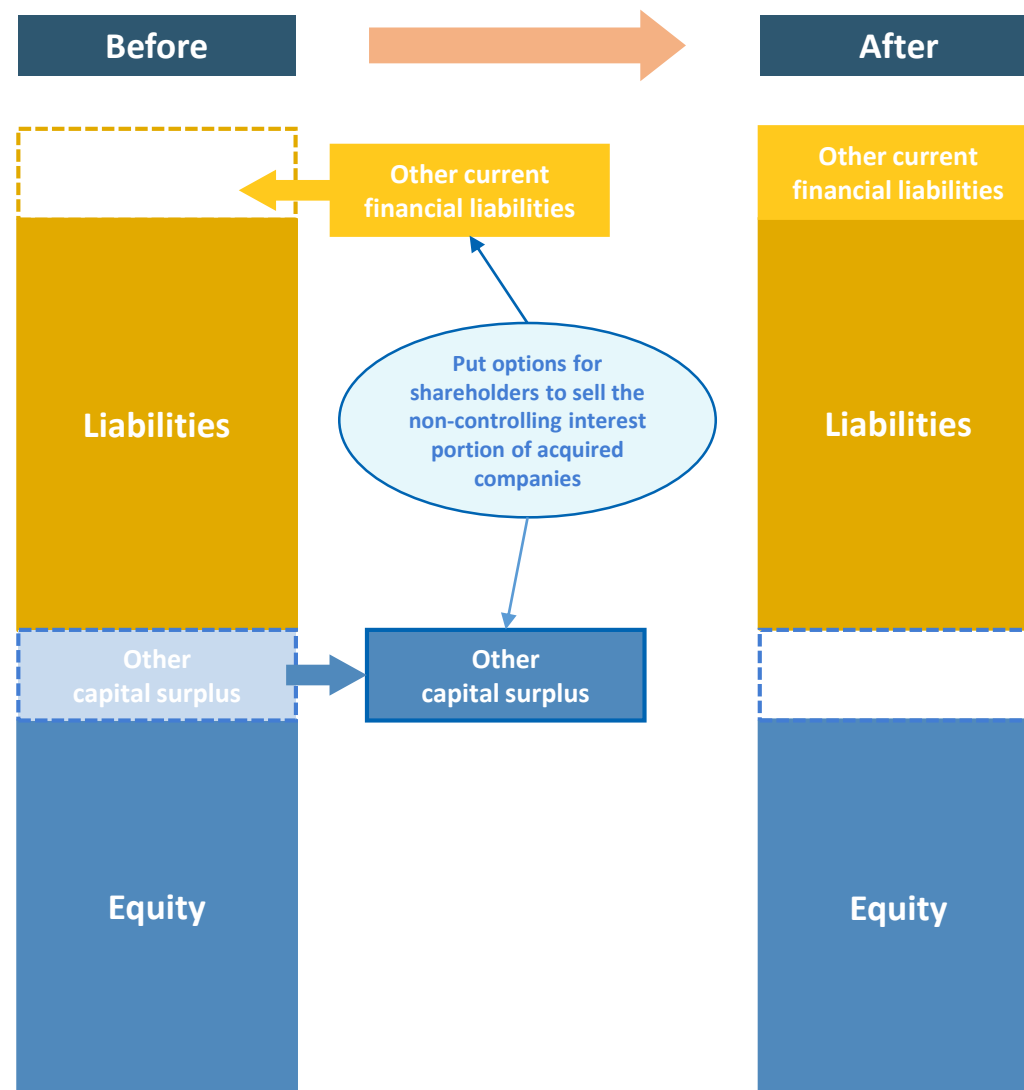 Before
After
Other current
financial liabilities
Other current
financial liabilities
Put options for
shareholders to sell the
non-controlling interest
portion of acquired
companies
Liabilities
Liabilities
Other
capital surplus
Other
capital surplus
Equity
Equity